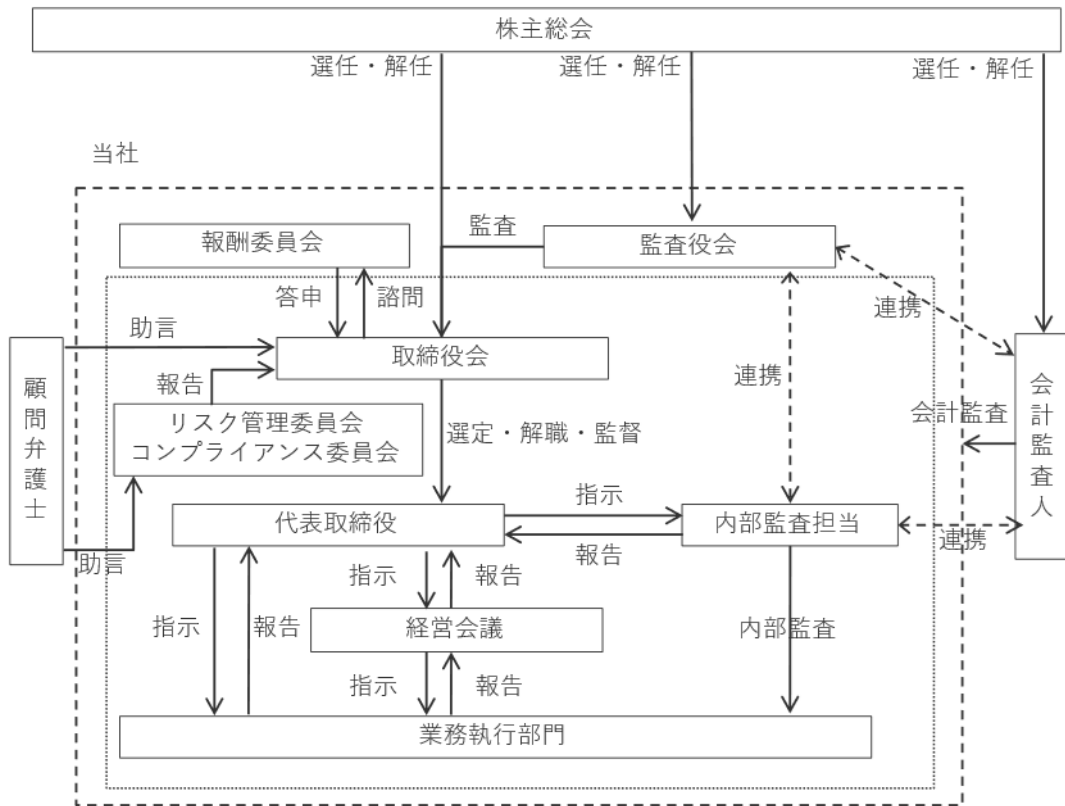 株主総会
選任・解任
選任・解任
選任・解任
当社
報酬委員会
監査
監査役会
答申
諮問
連携
助言
取締役会
報告
連携
顧問弁護士
リスク管理委員会
コンプライアンス委員会
選定・解職・監督
会計監査
会計監査人
代表取締役
指示
内部監査担当
報告
連携
助言
指示
報告
指示
報告
経営会議
内部監査
指示
報告
業務執行部門